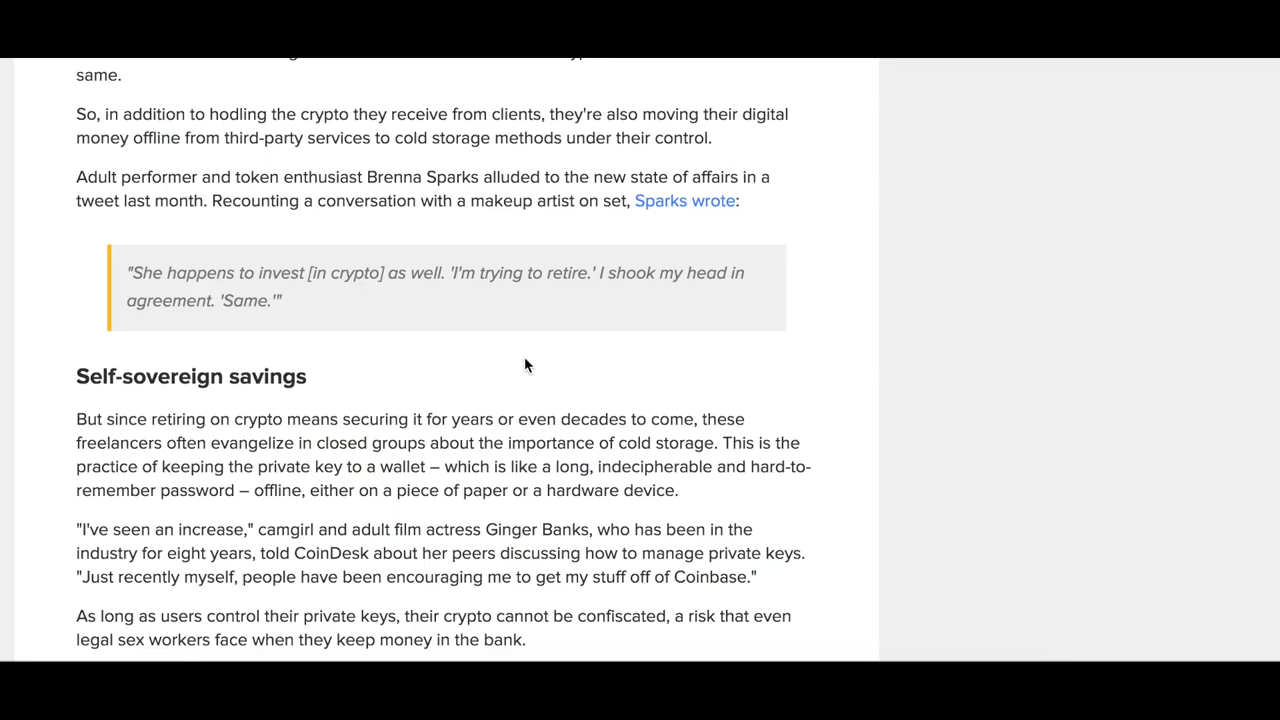 same.
So, in addition to hodling the crypto they receive from clients, they're also moving their digital
money offline from third-party services to cold storage methods under their control.
Adult performer and token enthusiast Brenna Sparks alluded to the new state of affairs in a
tweet last month. Recounting a conversation with a makeup artist on set, Sparks wrote:
"She happens to invest [in crypto] as well. 'I'm trying to retire.' I shook my head in
agreement. 'Same.'"
Self-sovereign savings
But since retiring on crypto means securing it for years or even decades to come, these
freelancers often evangelize in closed groups about the importance of cold storage. This is the
practice of keeping the private key to a wallet – which is like a long, indecipherable and hard-to-
remember password – offline, either on a piece of paper or a hardware device.
"I've seen an increase," camgirl and adult film actress Ginger Banks, who has been in the
industry for eight years, told CoinDesk about her peers discussing how to manage private keys.
"Just recently myself, people have been encouraging me to get my stuff off of Coinbase."
As long as users control their private keys, their crypto cannot be confiscated, a risk that even
legal sex workers face when they keep money in the bank.